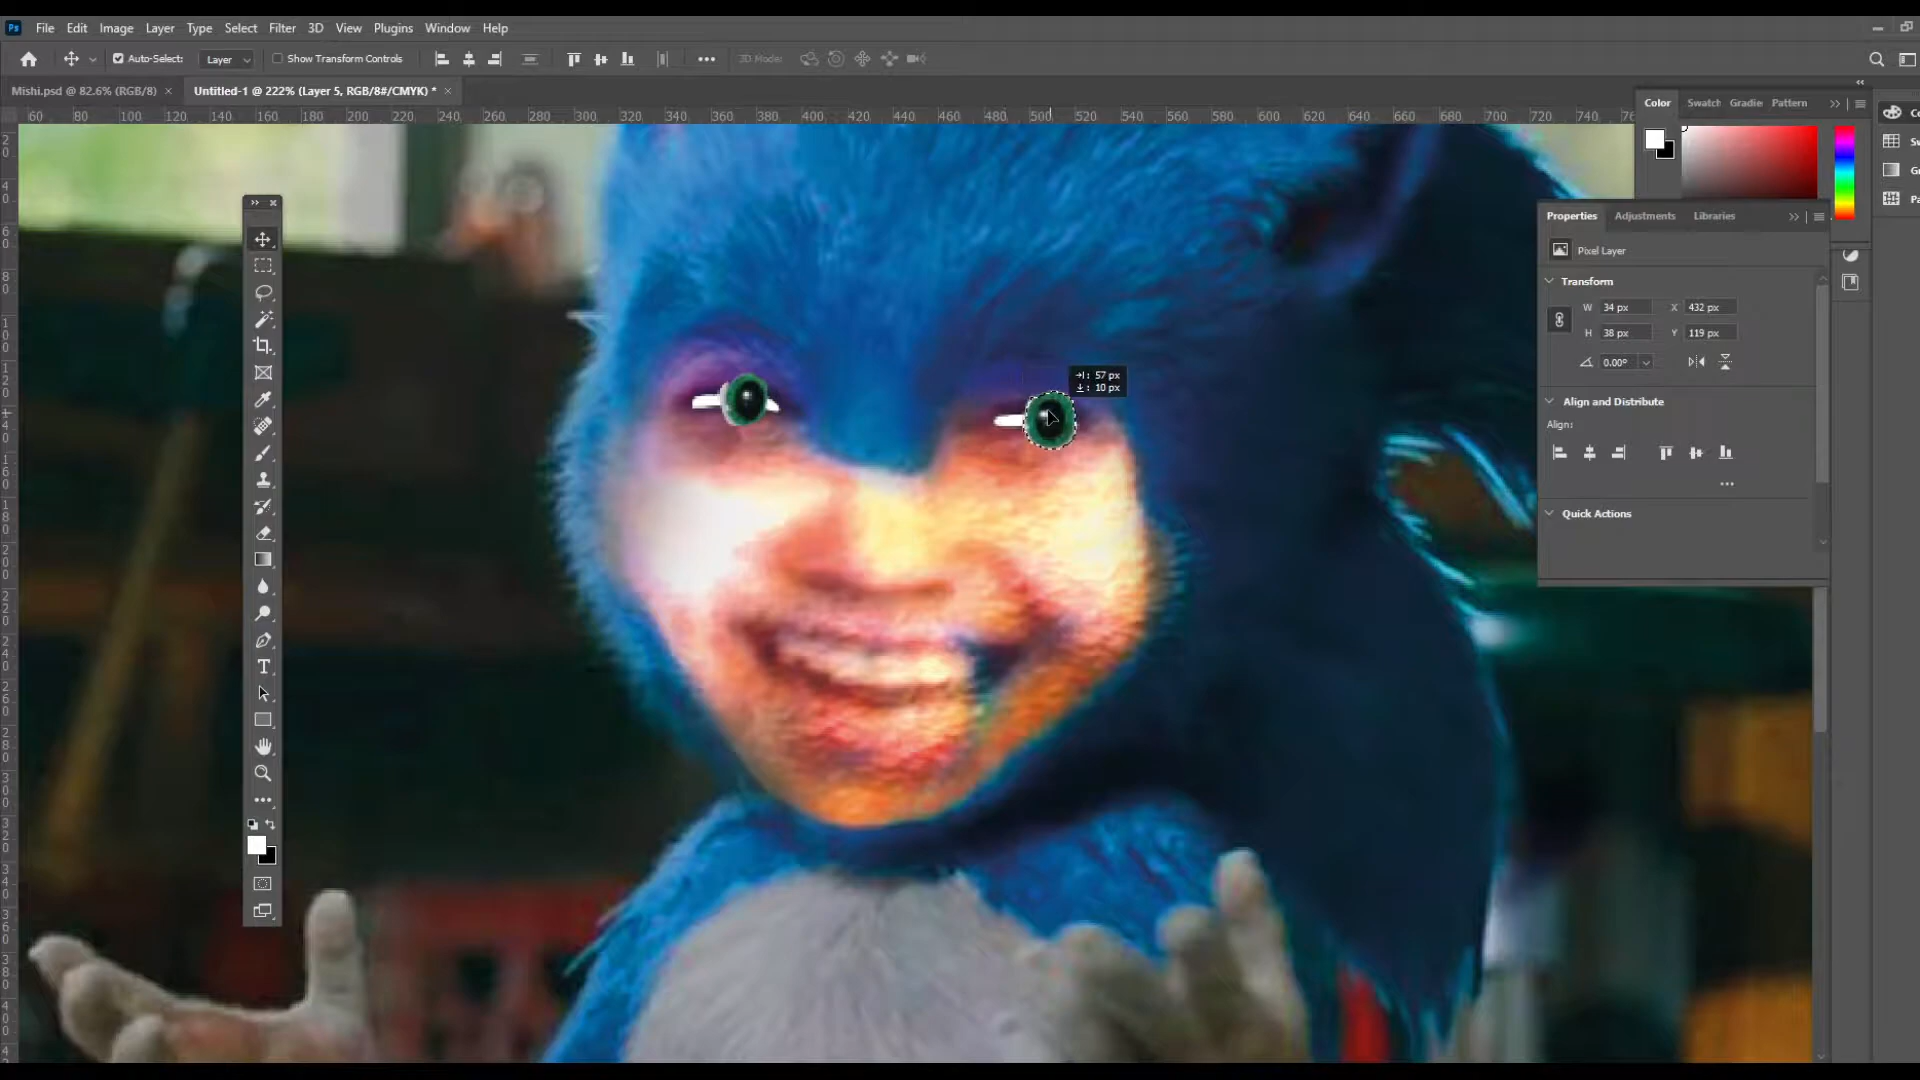 Ps File Edit Image Layer Type Select Filter 3D View Plugins Window Help
Auto-Select: Layer Show Transform Controls 3D Mode:
Mishi.psd @ 82.6% (RGB/8) × Untitled-1 @ 222% (Layer 5, RGB/8#/CMYK) * ×
60 80 100 120 140 160 180 200 220 240 260 280 300 320 340 360 380 400 420 440 460 480 500 520 540 560 580 600 620 640 660 680 700 720 740
Color Swatch Gradie Pattern
Properties Adjustments Libraries
Pixel Layer
Transform
W 34 px X 432 px
H 38 px Y 119 px
0.00°
Align and Distribute
Align:
Quick Actions
57 px
10 px